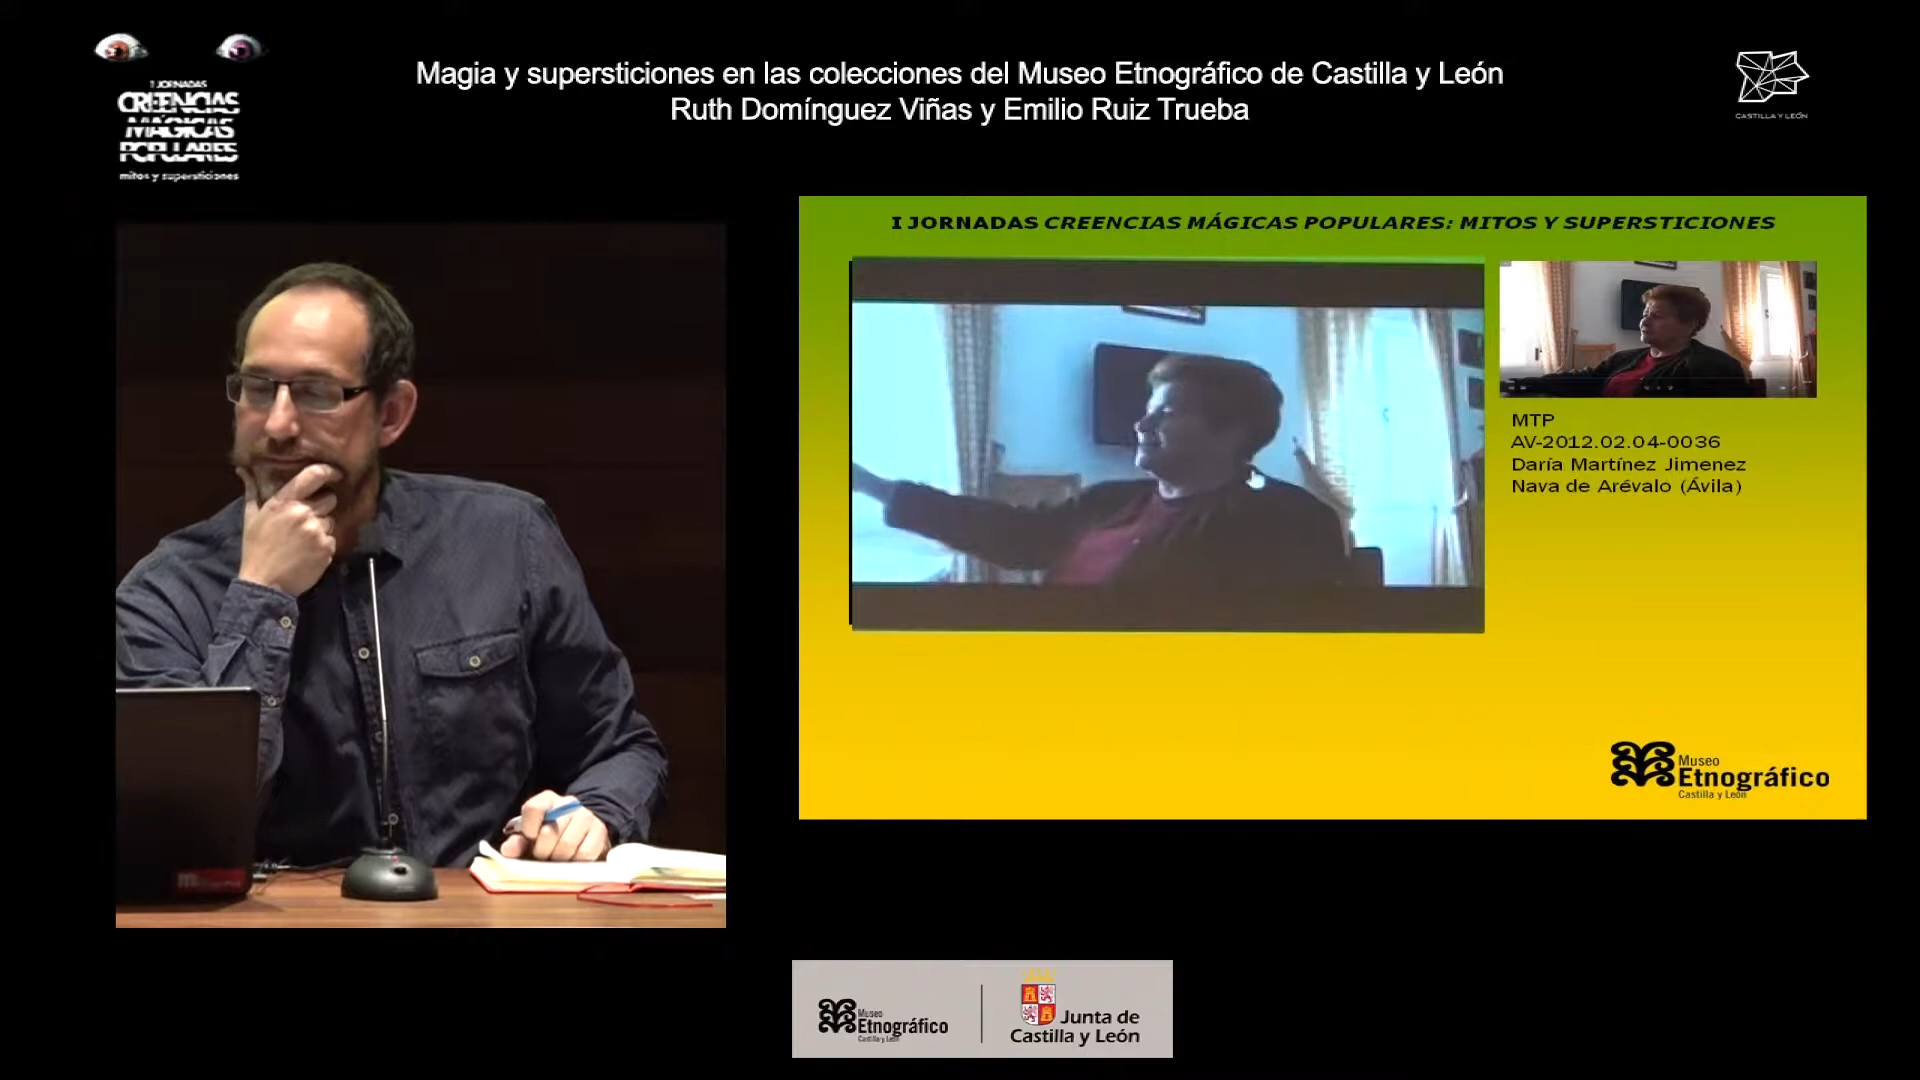 I JORNADAS
CREENCIAS
MÁGICAS
POPULARES
mitos y supersticiones
Magia y supersticiones en las colecciones del Museo Etnográfico de Castilla y León
Ruth Domínguez Viñas y Emilio Ruiz Trueba
CASTILLA Y LEÓN
I JORNADAS CREENCIAS MÁGICAS POPULARES: MITOS Y SUPERSTICIONES
MTP
AV-2012.02.04-0036
Daría Martínez Jimenez
Nava de Arévalo (Ávila)
Museo
Etnográfico
Castilla y León
Museo
Etnográfico
Castilla y León
Junta de
Castilla y León